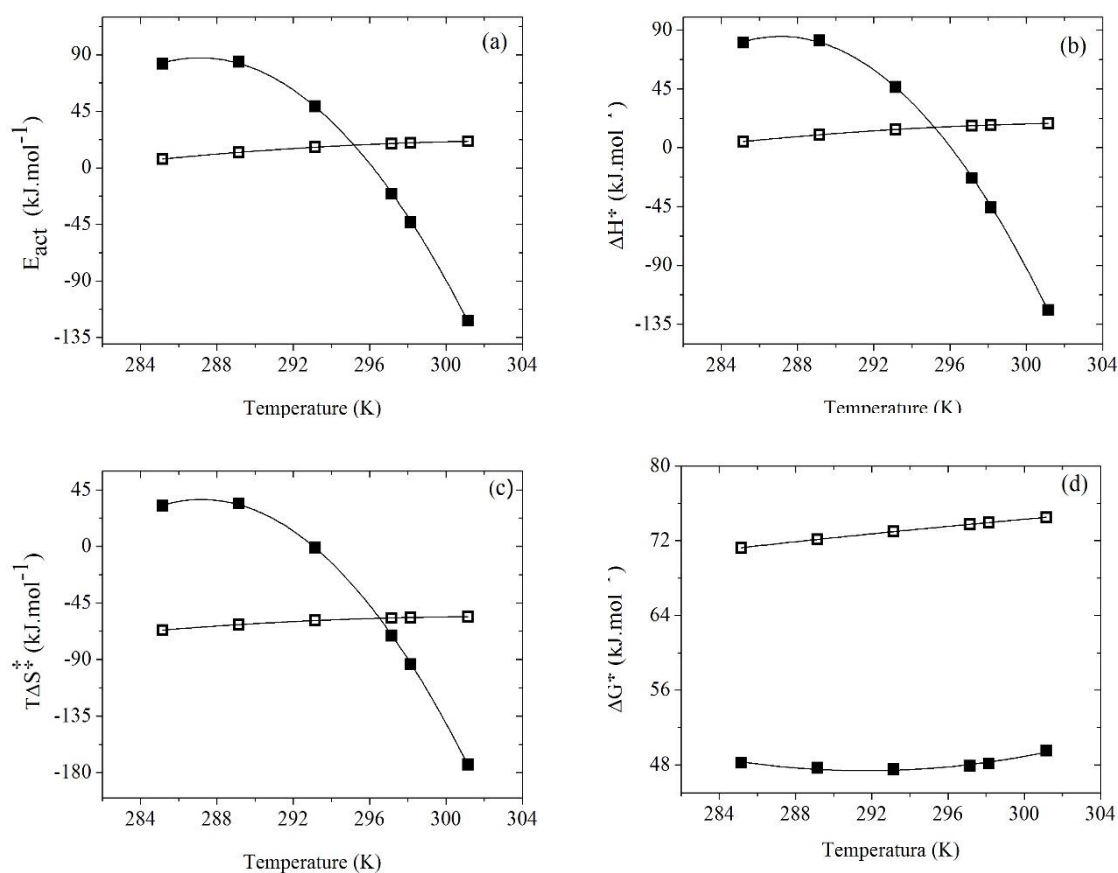 (a)
E_act (kJ.mol⁻¹)
90
45
0
-45
-90
-135
284 288 292 296 300 304
Temperature (K)
(b)
ΔH* (kJ.mol
90
45
0
-45
-90
-135
284 288 292 296 300 304
Temperature (K)
(c)
TΔS‡ (kJ.mol⁻¹)
45
0
-45
-90
-135
-180
284 288 292 296 300 304
Temperature (K)
(d)
ΔG* (kJ.mol
80
72
64
56
48
284 288 292 296 300 304
Temperatura (K)